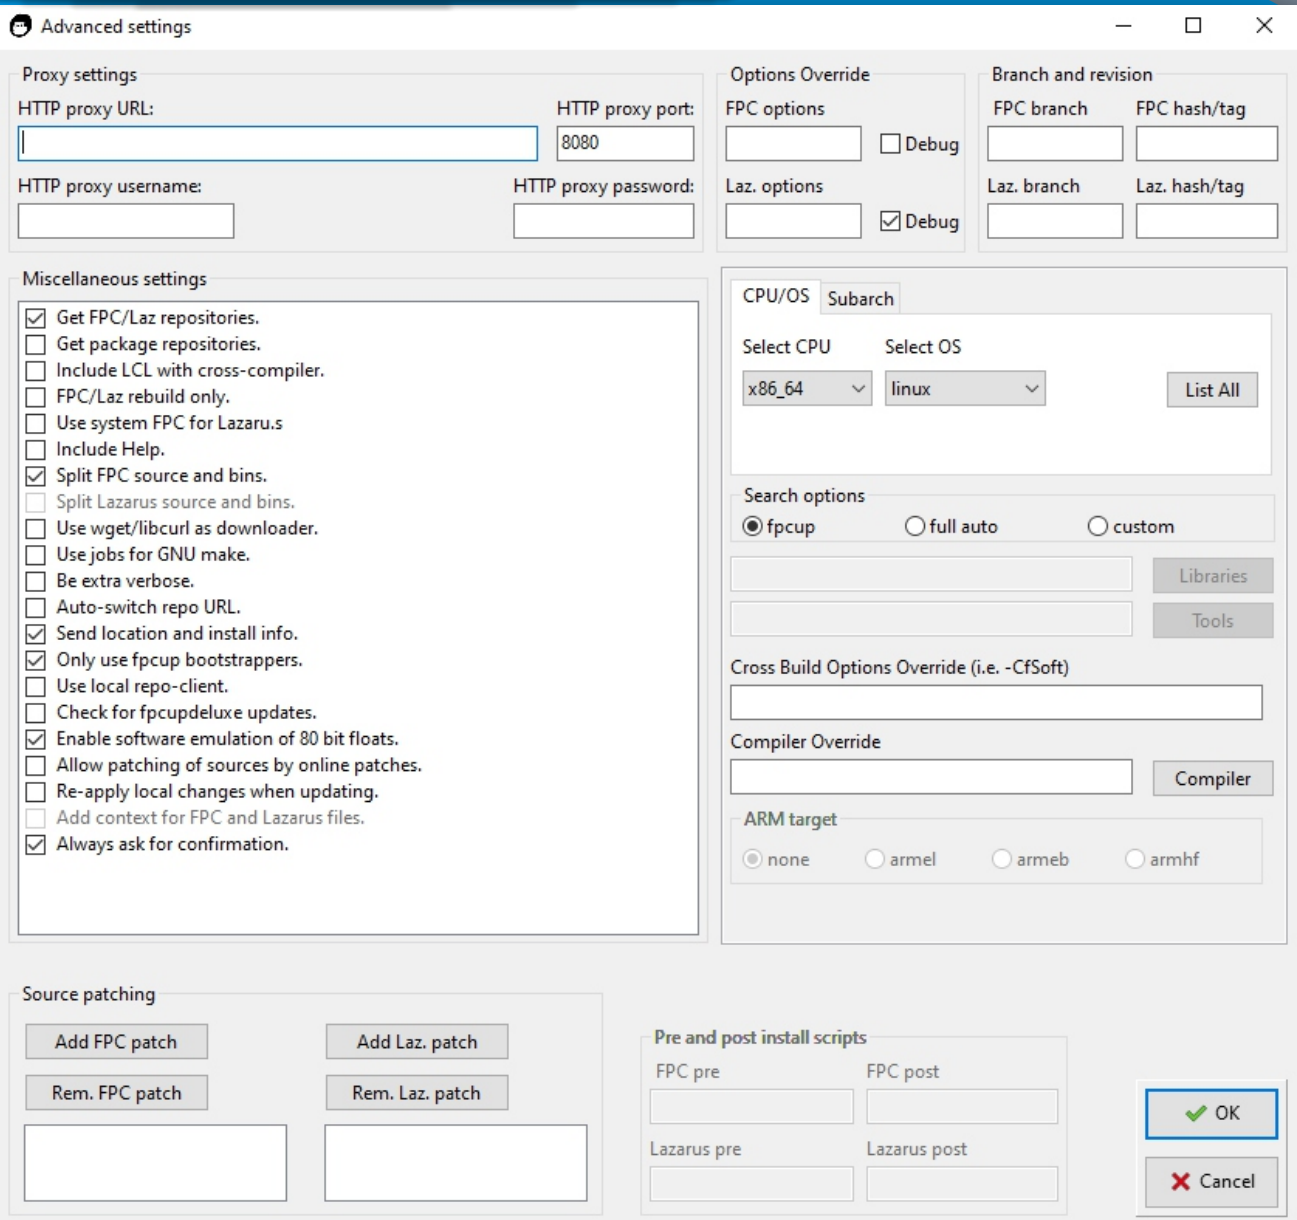 Advanced settings
Proxy settings
HTTP proxy URL:
HTTP proxy port:
8080
HTTP proxy username:
HTTP proxy password:
Options Override
FPC options
Debug
Laz. options
Debug
Branch and revision
FPC branch
FPC hash/tag
Laz. branch
Laz. hash/tag
Miscellaneous settings
Get FPC/Laz repositories.
Get package repositories.
Include LCL with cross-compiler.
FPC/Laz rebuild only.
Use system FPC for Lazaru.s
Include Help.
Split FPC source and bins.
Split Lazarus source and bins.
Use wget/libcurl as downloader.
Use jobs for GNU make.
Be extra verbose.
Auto-switch repo URL.
Send location and install info.
Only use fpcup bootstrappers.
Use local repo-client.
Check for fpcupdeluxe updates.
Enable software emulation of 80 bit floats.
Allow patching of sources by online patches.
Re-apply local changes when updating.
Add context for FPC and Lazarus files.
Always ask for confirmation.
CPU/OS
Subarch
Select CPU
Select OS
x86_64
linux
List All
Search options
fpcup
full auto
custom
Libraries
Tools
Cross Build Options Override (i.e. -CfSoft)
Compiler Override
Compiler
ARM target
none
armel
armeb
armhf
Source patching
Add FPC patch
Add Laz. patch
Rem. FPC patch
Rem. Laz. patch
Pre and post install scripts
FPC pre
FPC post
Lazarus pre
Lazarus post
OK
Cancel